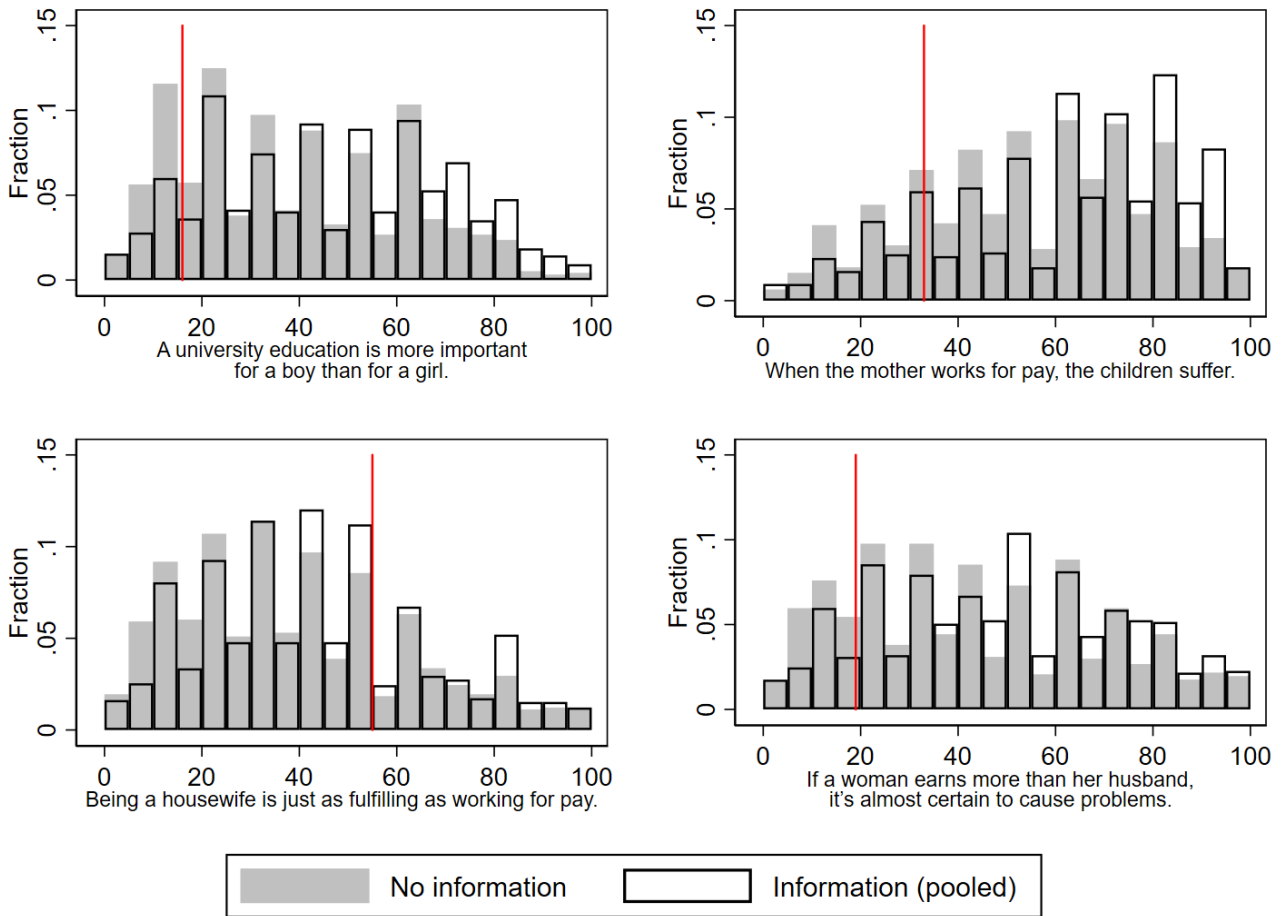 Fraction
0 .05 .1 .15
0 20 40 60 80 100
A university education is more important
for a boy than for a girl.
Fraction
0 .05 .1 .15
0 20 40 60 80 100
When the mother works for pay, the children suffer.
Fraction
0 .05 .1 .15
0 20 40 60 80 100
Being a housewife is just as fulfilling as working for pay.
Fraction
0 .05 .1 .15
0 20 40 60 80 100
If a woman earns more than her husband,
it's almost certain to cause problems.
No information Information (pooled)